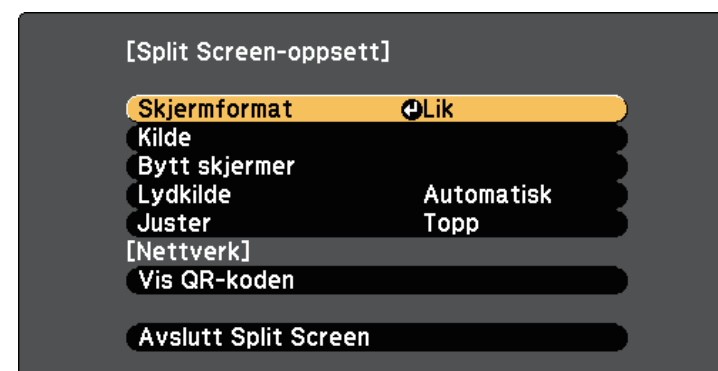 [Split Screen-oppsett]
Skjermformat Lik
Kilde
Bytt skjermer
Lydkilde Automatisk
Juster Topp
[Nettverk]
Vis QR-koden
Avslutt Split Screen